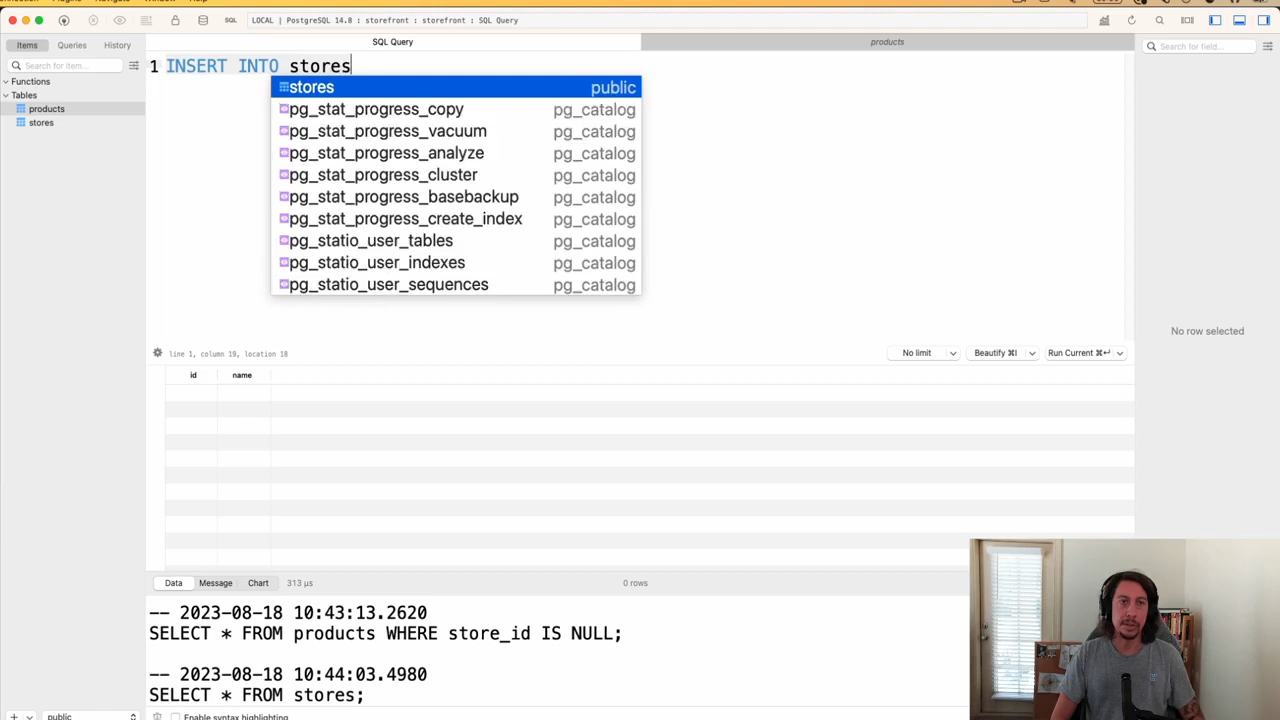 SQL
LOCAL | PostgreSQL 14.8 : storefront : storefront : SQL Query
Items
Queries
History
SQL Query
products
Search for item...
Search for field...
Functions
Tables
products
stores
1 INSERT INTO stores
stores public
pg_stat_progress_copy pg_catalog
pg_stat_progress_vacuum pg_catalog
pg_stat_progress_analyze pg_catalog
pg_stat_progress_cluster pg_catalog
pg_stat_progress_basebackup pg_catalog
pg_stat_progress_create_index pg_catalog
pg_statio_user_tables pg_catalog
pg_statio_user_indexes pg_catalog
pg_statio_user_sequences pg_catalog
No row selected
line 1, column 19, location 18
No limit
Beautify ⌘I
Run Current ⌘↵
id name
Data Message Chart 313 µs 0 rows
-- 2023-08-18 10:43:13.2620
SELECT * FROM products WHERE store_id IS NULL;
-- 2023-08-18 10:44:03.4980
SELECT * FROM stores;
public
Enable syntax highlighting